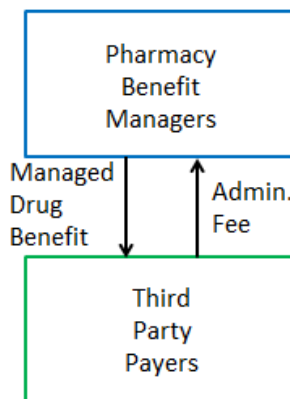 Pharmacy
Benefit
Managers
Managed
Drug
Benefit
Admin.
Fee
Third
Party
Payers